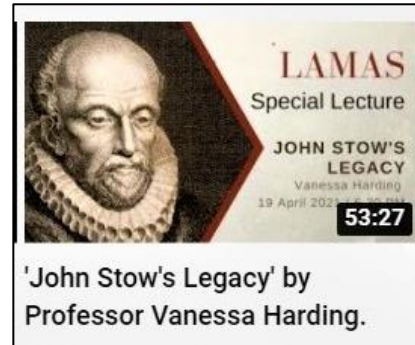 LAMAS
Special Lecture
JOHN STOW'S
LEGACY
Vanessa Harding
19 April 2021
53:27
'John Stow's Legacy' by
Professor Vanessa Harding.